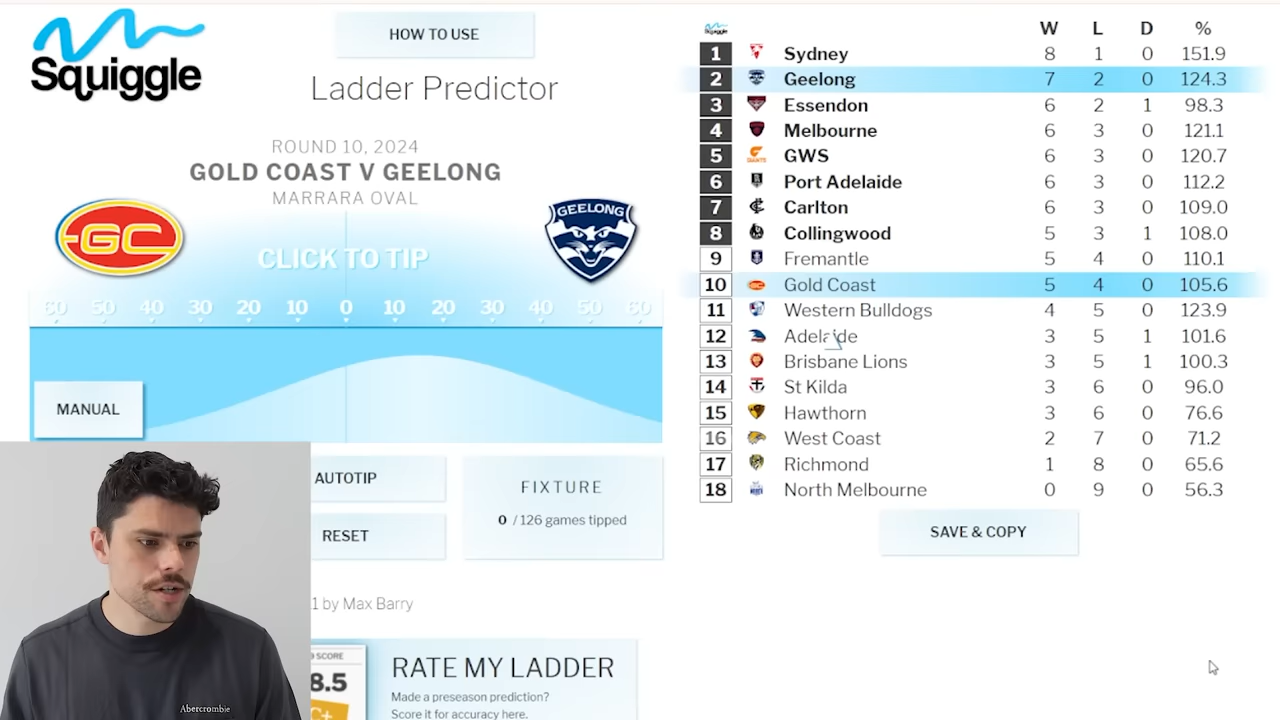 Squiggle
HOW TO USE
Ladder Predictor
ROUND 10, 2024
GOLD COAST V GEELONG
MARRARA OVAL
GC
GEELONG
CLICK TO TIP
60 50 40 30 20 10 0 10 20 30 40 50 60
MANUAL
AUTOTIP
RESET
FIXTURE
0 / 126 games tipped
.1 by Max Barry
SCORE
8.5
C+
RATE MY LADDER
Made a preseason prediction?
Score it for accuracy here.
Abercrombie
Squiggle W L D %
1 Sydney 8 1 0 151.9
2 Geelong 7 2 0 124.3
3 Essendon 6 2 1 98.3
4 Melbourne 6 3 0 121.1
5 GWS 6 3 0 120.7
6 Port Adelaide 6 3 0 112.2
7 Carlton 6 3 0 109.0
8 Collingwood 5 3 1 108.0
9 Fremantle 5 4 0 110.1
10 Gold Coast 5 4 0 105.6
11 Western Bulldogs 4 5 0 123.9
12 Adelaide 3 5 1 101.6
13 Brisbane Lions 3 5 1 100.3
14 St Kilda 3 6 0 96.0
15 Hawthorn 3 6 0 76.6
16 West Coast 2 7 0 71.2
17 Richmond 1 8 0 65.6
18 North Melbourne 0 9 0 56.3
SAVE & COPY